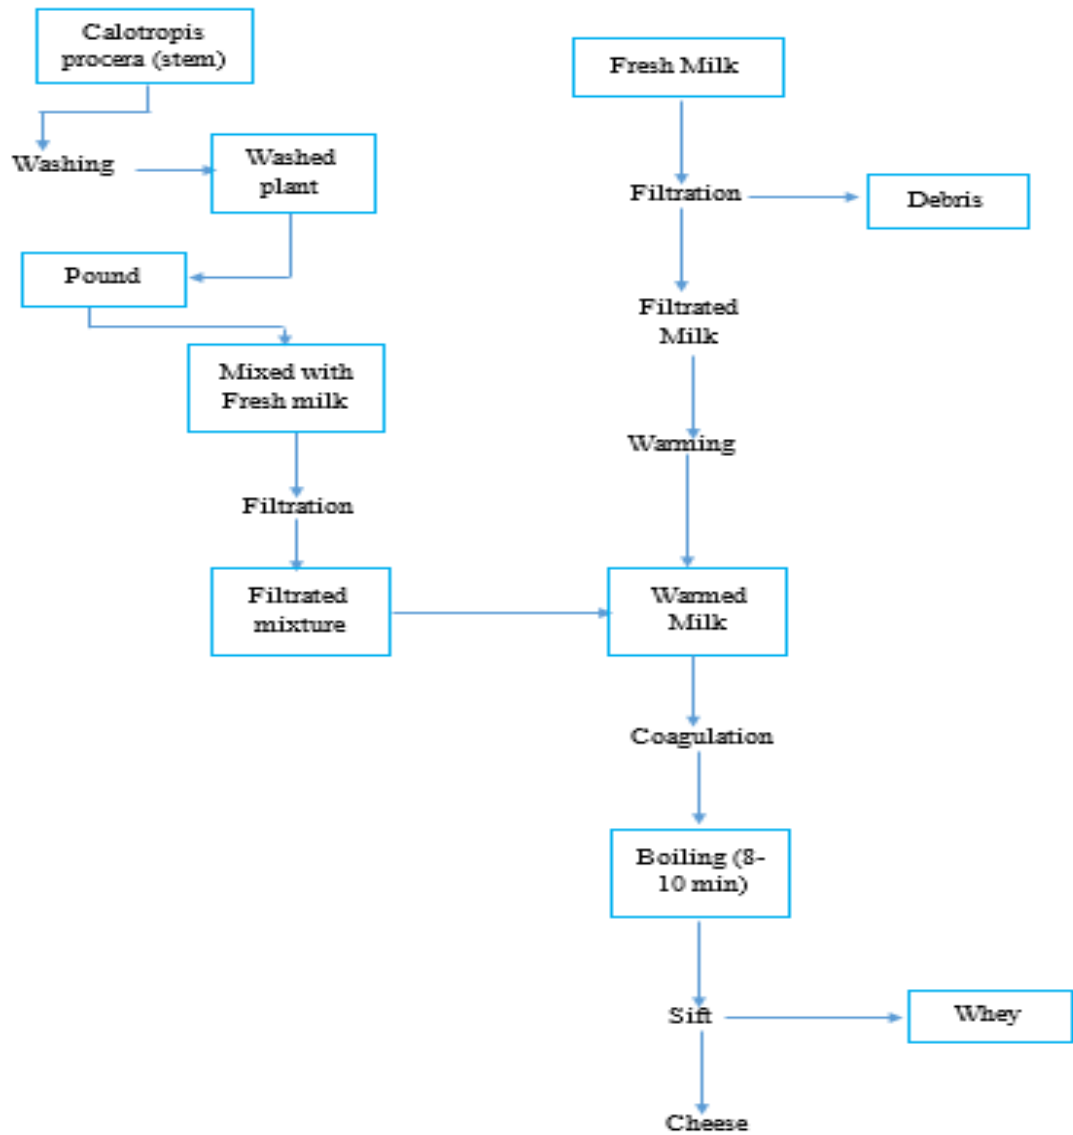 Calotropis
procera (stem)
Fresh Milk
Washing
Washed
plant
Filtration
Debris
Pound
Filtrated
Milk
Mixed with
Fresh milk
Warming
Filtration
Filtrated
mixture
Warmed
Milk
Coagulation
Boiling (8-
10 min)
Sift
Whey
Cheese